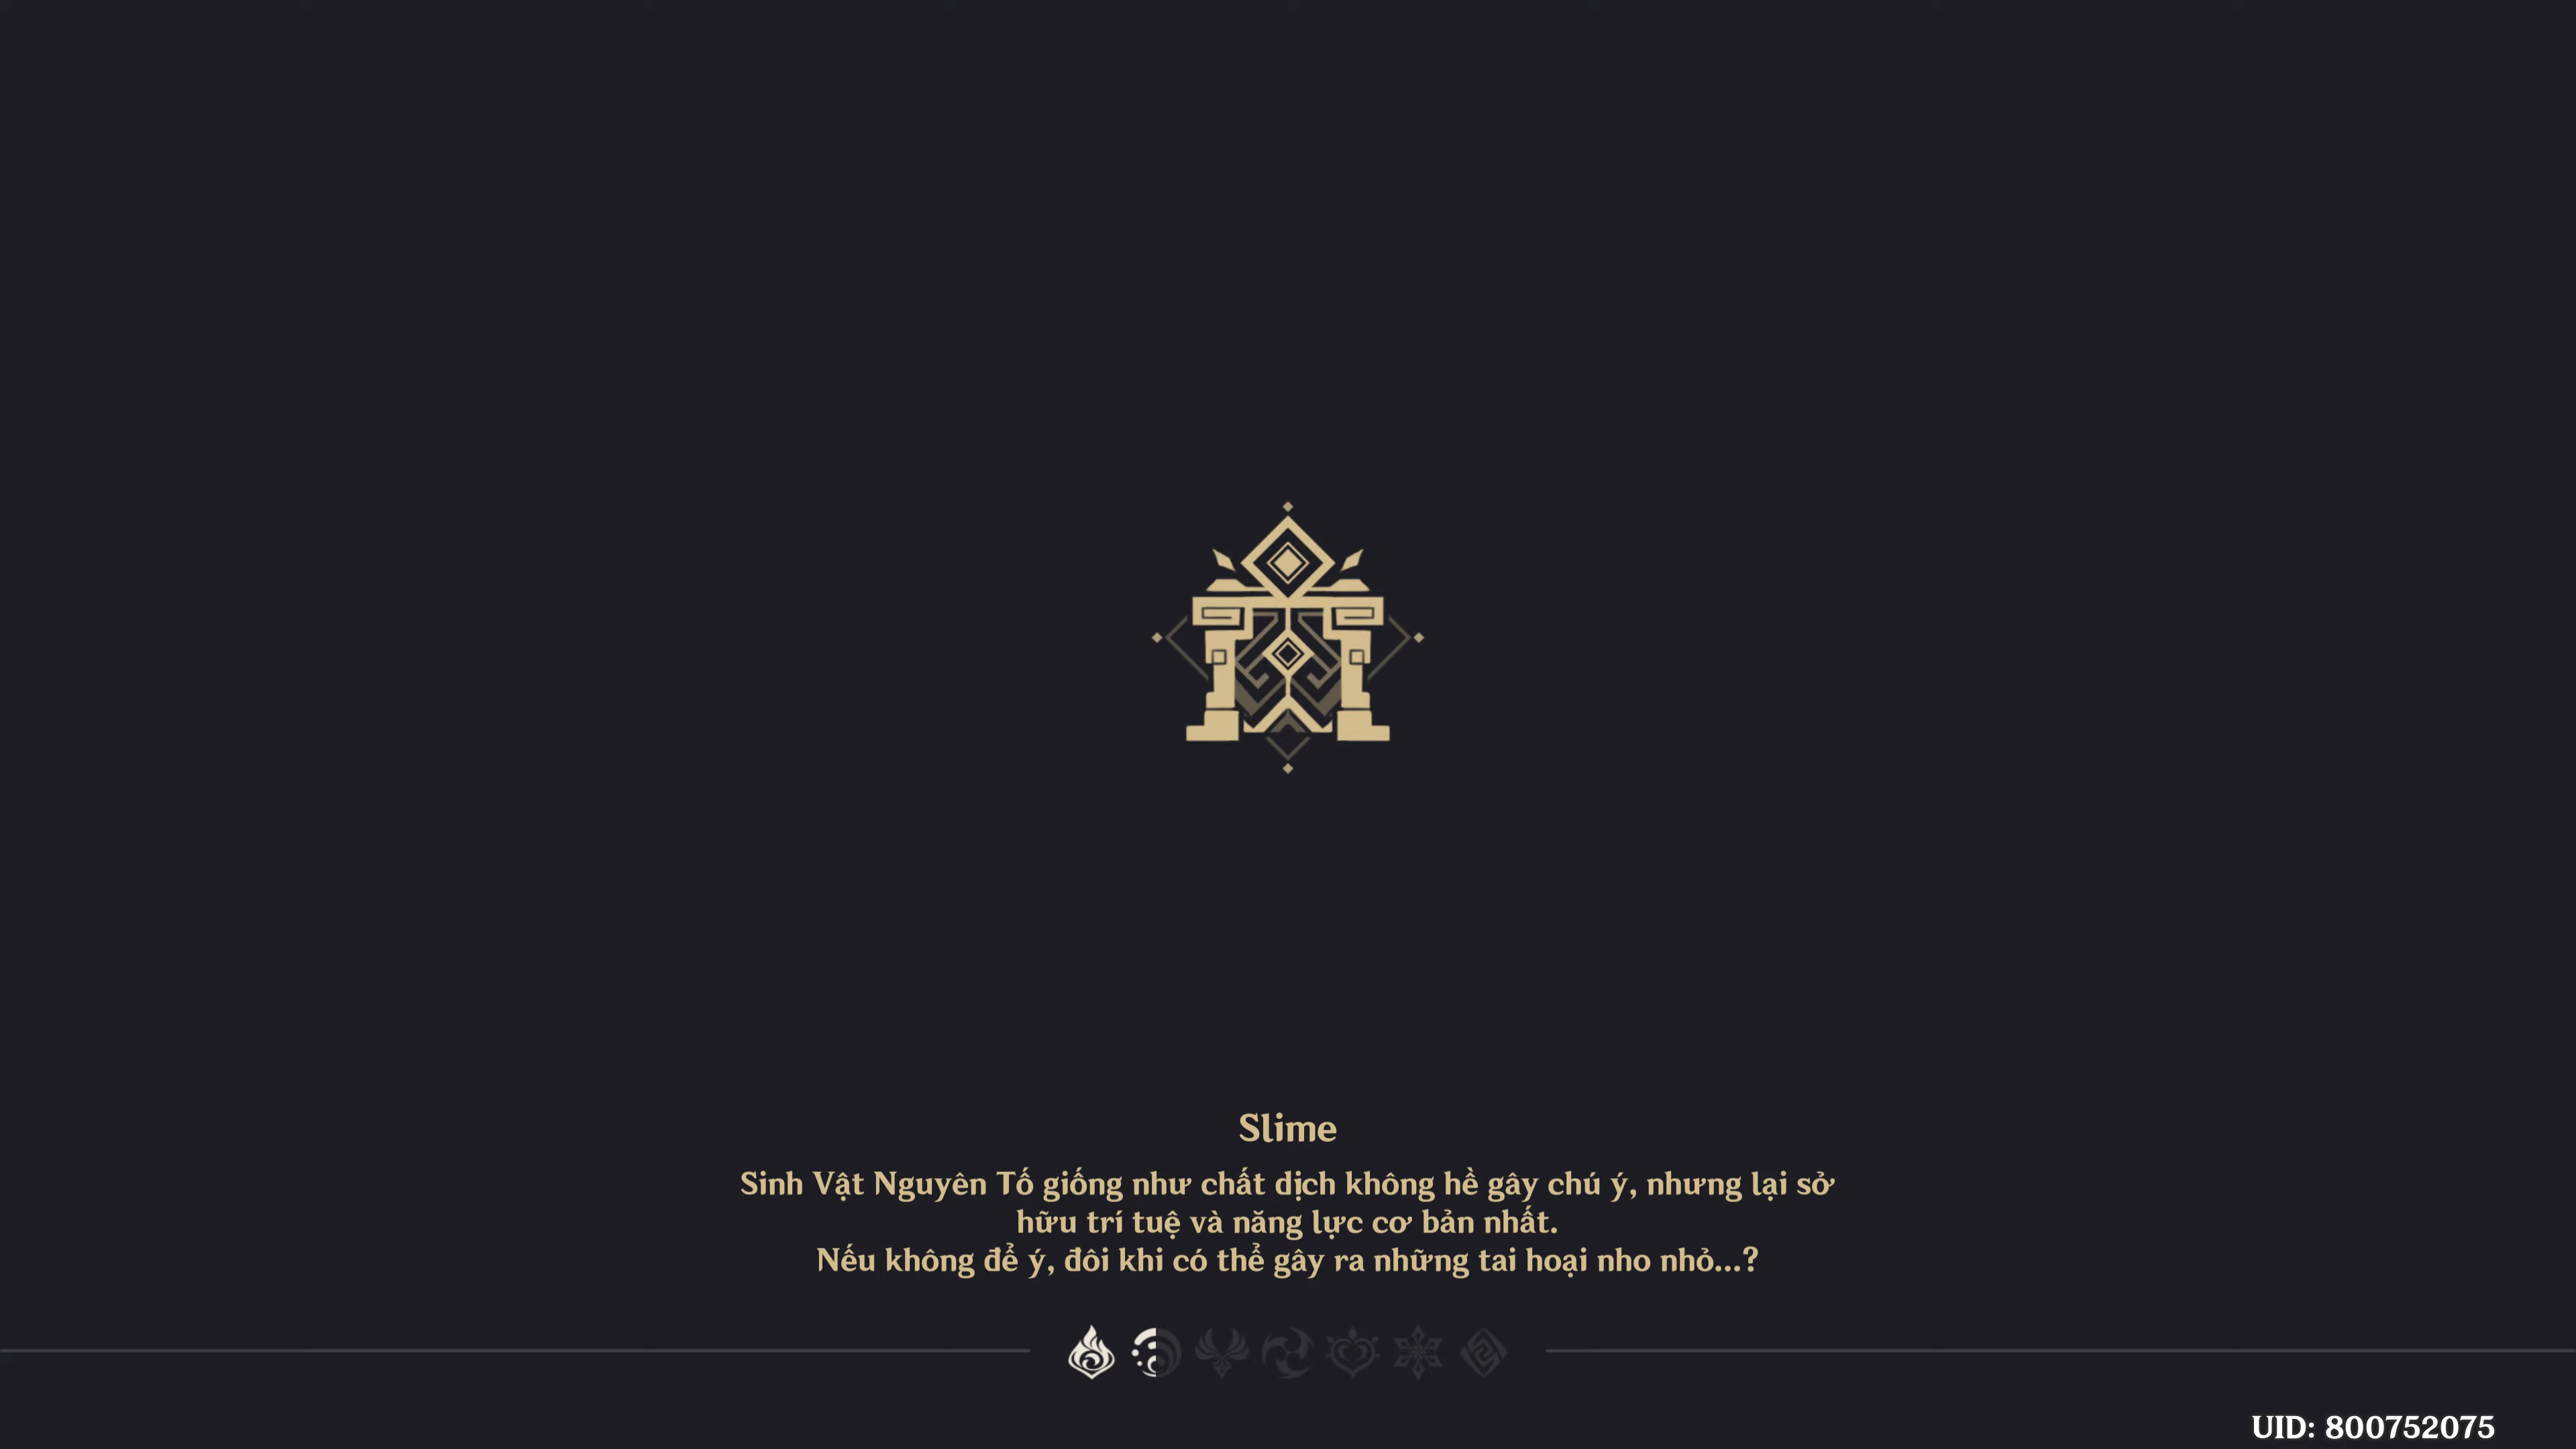 Slime
Sinh Vật Nguyên Tố giống như chất dịch không hề gây chú ý, nhưng lại sở
hữu trí tuệ và năng lực cơ bản nhất.
Nếu không để ý, đôi khi có thể gây ra những tai hoại nho nhỏ...?
UID: 800752075